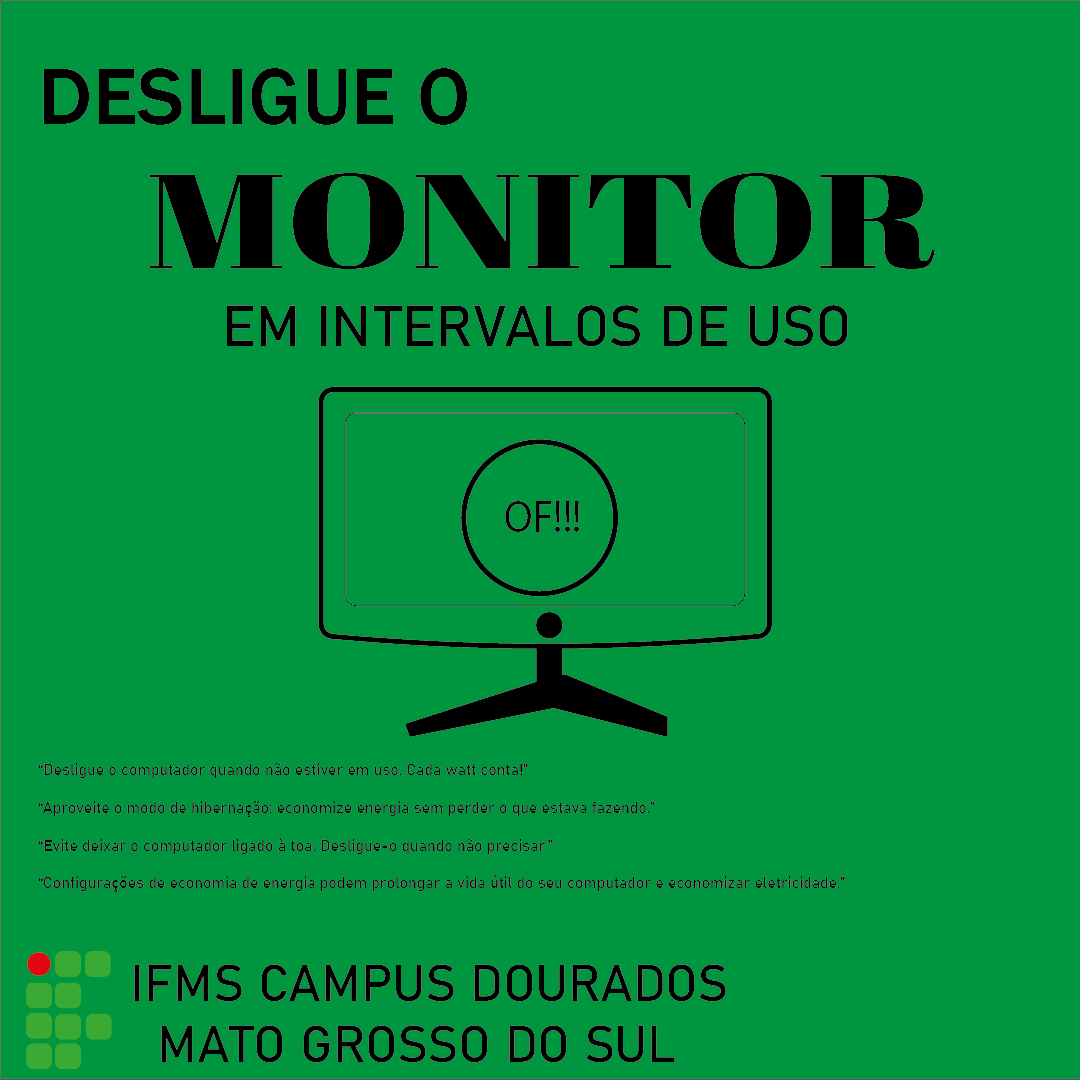 DESLIGUE O
MONITOR
EM INTERVALOS DE USO
OF!!!
"Desligue o computador quando não estiver em uso. Cada watt conta!"
"Aproveite o modo de hibernação: economize energia sem perder o que estava fazendo."
"Evite deixar o computador ligado à toa. Desligue-o quando não precisar."
"Configurações de economia de energia podem prolongar a vida útil do seu computador e economizar eletricidade."
IFMS CAMPUS DOURADOS
MATO GROSSO DO SUL